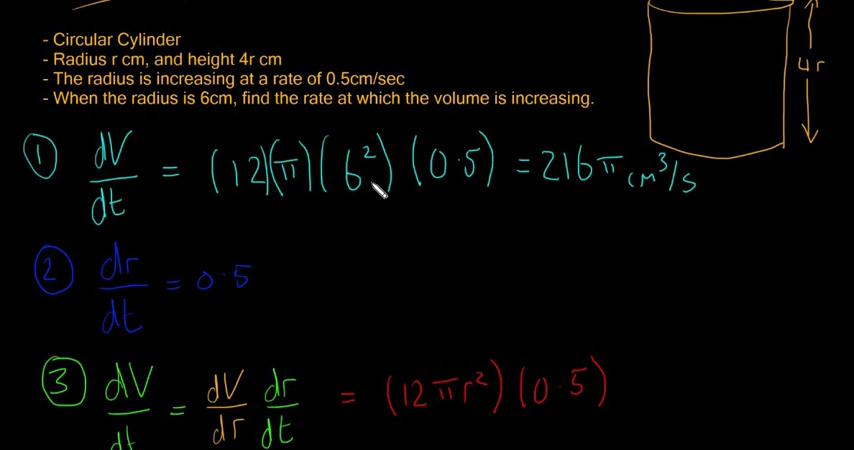 - Circular Cylinder
- Radius r cm, and height 4r cm
- The radius is increasing at a rate of 0.5cm/sec
- When the radius is 6cm, find the rate at which the volume is increasing.
4r
① dV/dt = (12)(π)(6²)(0.5) = 216π cm³/s
② dr/dt = 0.5
③ dV/dt = dV/dr dr/dt = (12πr²)(0.5)